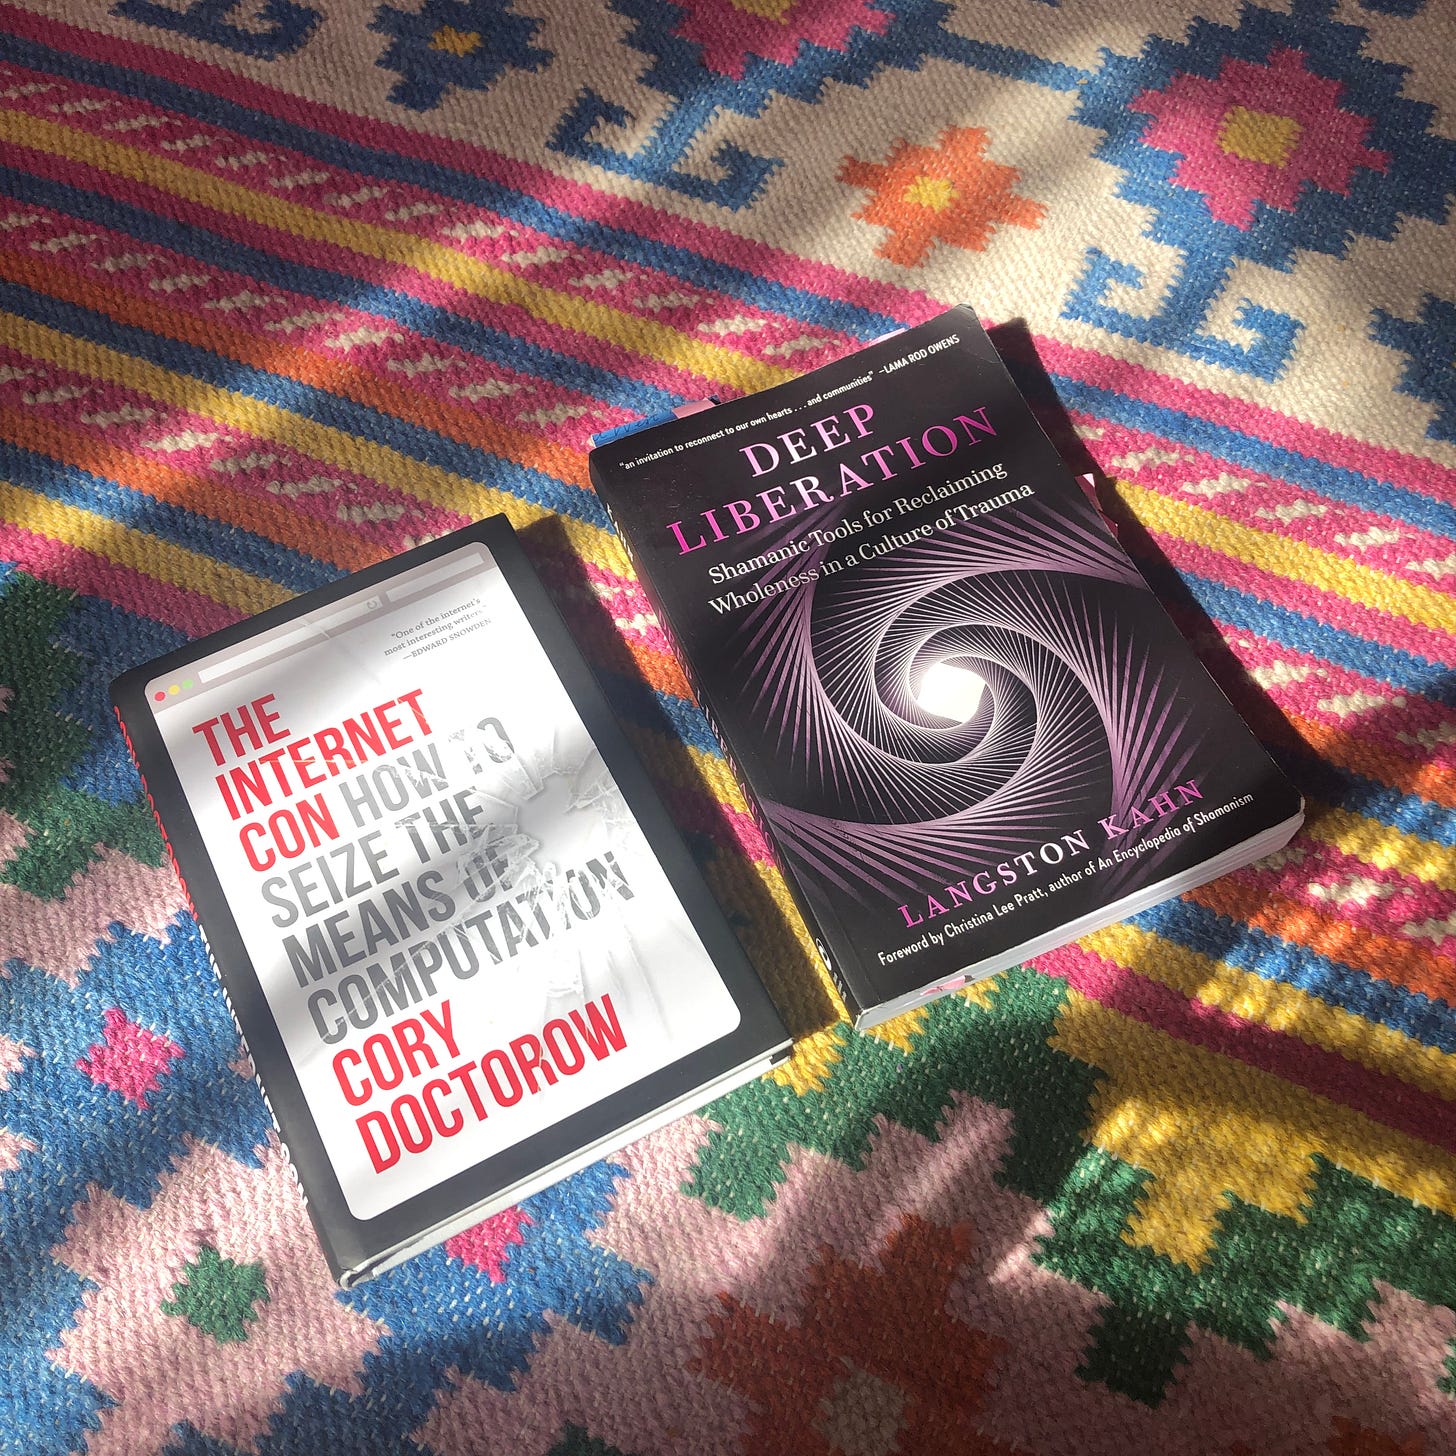 "One of the internet's
most interesting writers."
—EDWARD SNOWDEN
THE
INTERNET
CON HOW TO
SEIZE THE
MEANS OF
COMPUTATION
CORY
DOCTOROW
"an invitation to reconnect to our own hearts . . . and communities" —LAMA ROD OWENS
DEEP
LIBERATION
Shamanic Tools for Reclaiming
Wholeness in a Culture of Trauma
LANGSTON KAHN
Foreword by Christina Lee Pratt, author of An Encyclopedia of Shamanism